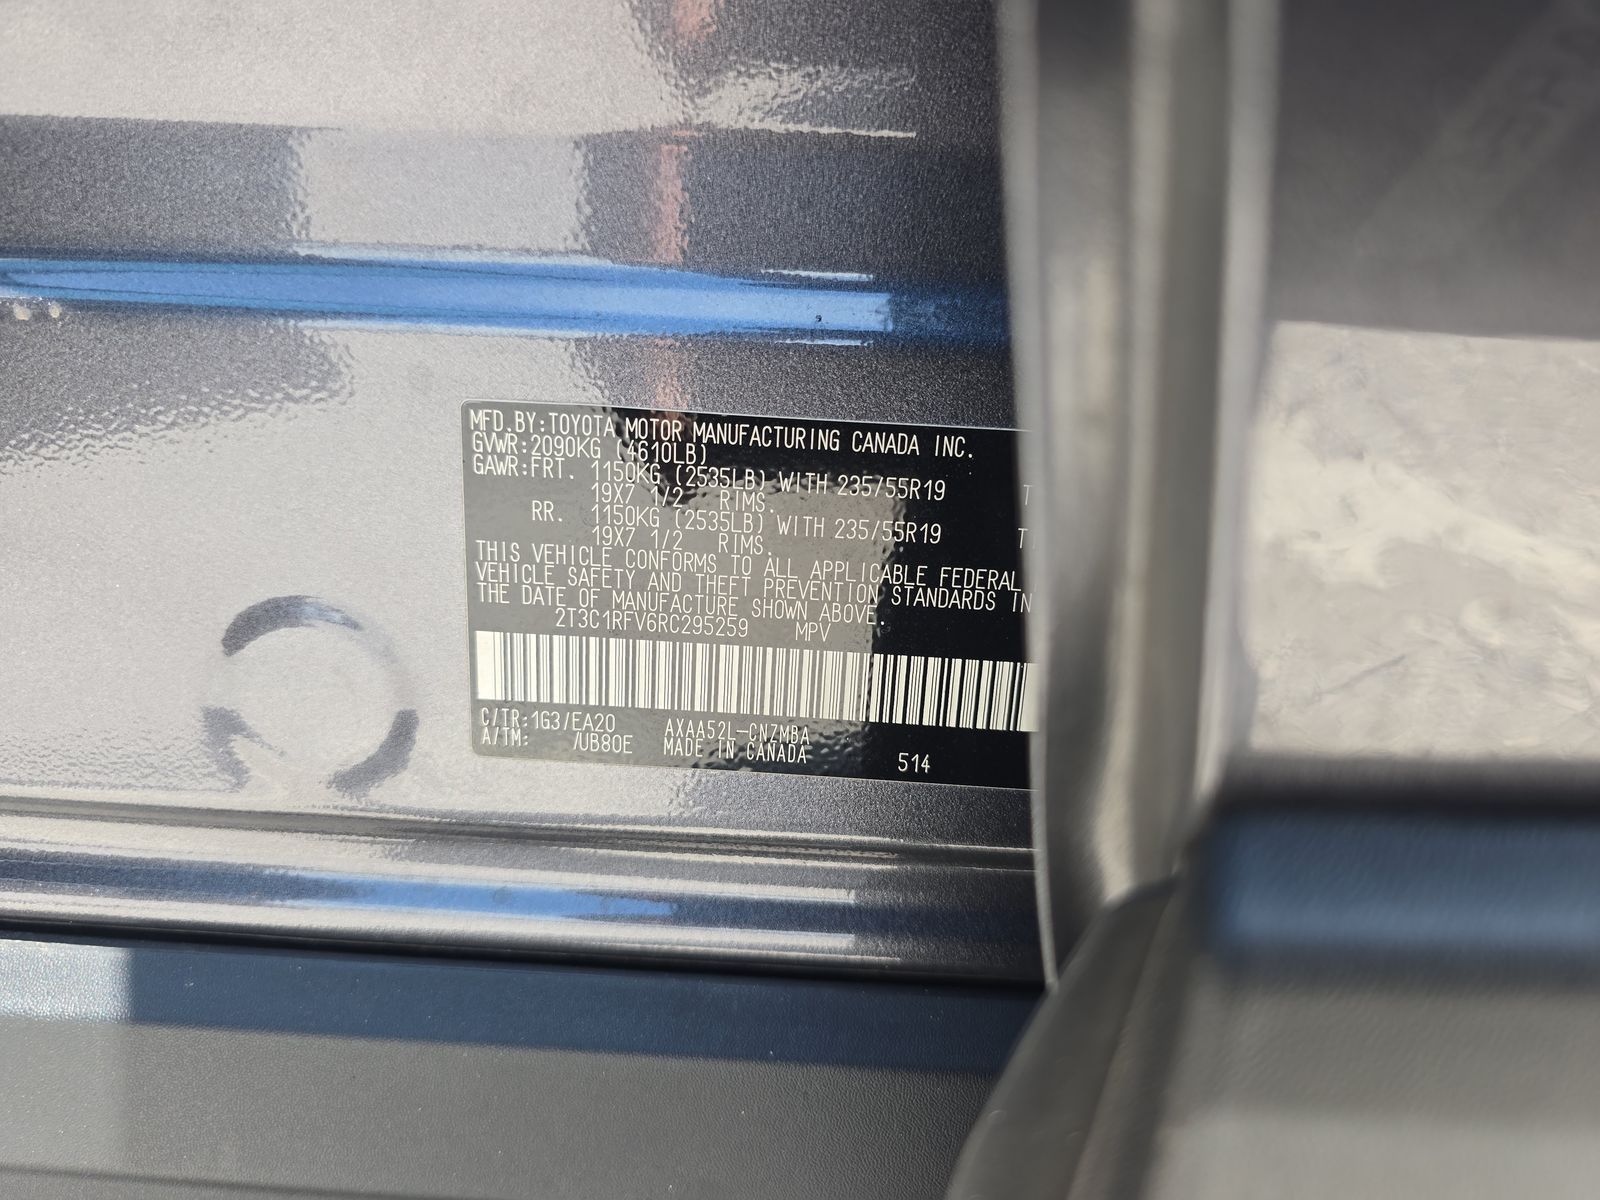 MFD.BY:TOYOTA MOTOR MANUFACTURING CANADA INC.
GVWR:2090KG (4610LB)
GAWR:FRT. 1150KG (2535LB) WITH 235/55R19 T
19X7 1/2 RIMS.
RR. 1150KG (2535LB) WITH 235/55R19 T
19X7 1/2 RIMS.
THIS VEHICLE CONFORMS TO ALL APPLICABLE FEDERAL
VEHICLE SAFETY AND THEFT PREVENTION STANDARDS IN
THE DATE OF MANUFACTURE SHOWN ABOVE.
2T3C1RFV6RC295259 MPV
C/TR:1G3/EA20 AXAA52L-CNZMBA
A/TM: /UB80E MADE IN CANADA
514